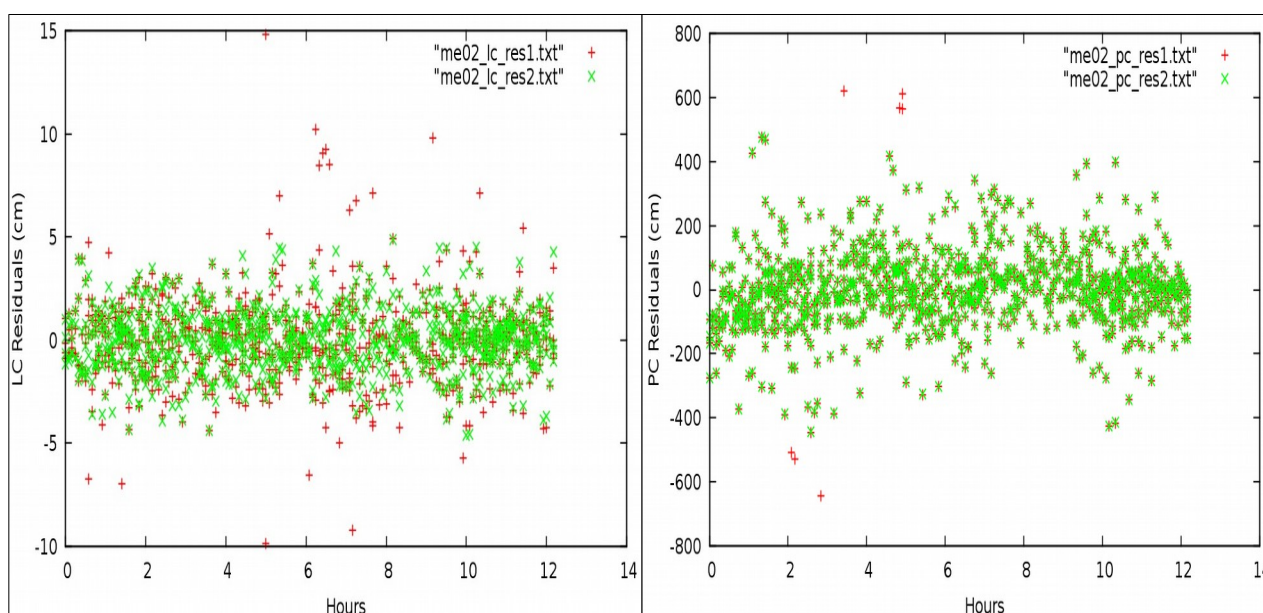 15
"me02_lc_res1.txt"
"me02_lc_res2.txt"
10
5
0
-5
-10
LC Residuals (cm)
0 2 4 6 8 10 12 14
Hours
800
"me02_pc_res1.txt"
"me02_pc_res2.txt"
600
400
200
0
-200
-400
-600
-800
PC Residuals (cm)
0 2 4 6 8 10 12 14
Hours